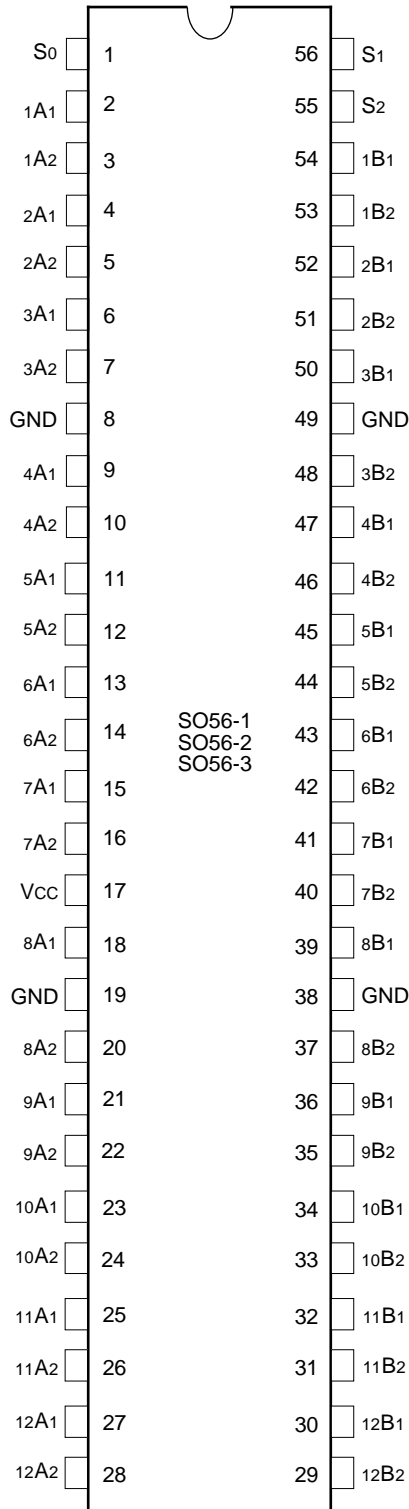 S0 1 56 S1
1A1 2 55 S2
1A2 3 54 1B1
2A1 4 53 1B2
2A2 5 52 2B1
3A1 6 51 2B2
3A2 7 50 3B1
GND 8 49 GND
4A1 9 48 3B2
4A2 10 47 4B1
5A1 11 46 4B2
5A2 12 45 5B1
6A1 13 44 5B2
SO56-1
6A2 14 43 6B1
SO56-2
SO56-3
7A1 15 42 6B2
7A2 16 41 7B1
VCC 17 40 7B2
8A1 18 39 8B1
GND 19 38 GND
8A2 20 37 8B2
9A1 21 36 9B1
9A2 22 35 9B2
10A1 23 34 10B1
10A2 24 33 10B2
11A1 25 32 11B1
11A2 26 31 11B2
12A1 27 30 12B1
12A2 28 29 12B2